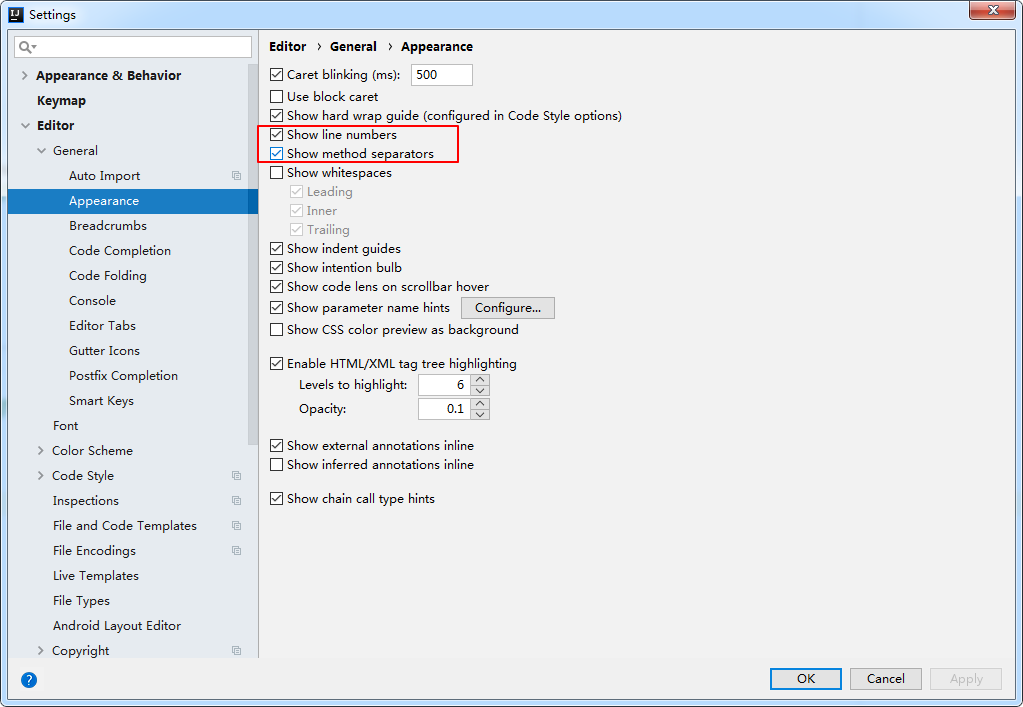 Settings
Appearance & Behavior
Keymap
Editor
General
Auto Import
Appearance
Breadcrumbs
Code Completion
Code Folding
Console
Editor Tabs
Gutter Icons
Postfix Completion
Smart Keys
Font
Color Scheme
Code Style
Inspections
File and Code Templates
File Encodings
Live Templates
File Types
Android Layout Editor
Copyright
Editor › General › Appearance
Caret blinking (ms): 500
Use block caret
Show hard wrap guide (configured in Code Style options)
Show line numbers
Show method separators
Show whitespaces
Leading
Inner
Trailing
Show indent guides
Show intention bulb
Show code lens on scrollbar hover
Show parameter name hints Configure...
Show CSS color preview as background
Enable HTML/XML tag tree highlighting
Levels to highlight: 6
Opacity: 0.1
Show external annotations inline
Show inferred annotations inline
Show chain call type hints
? OK Cancel Apply